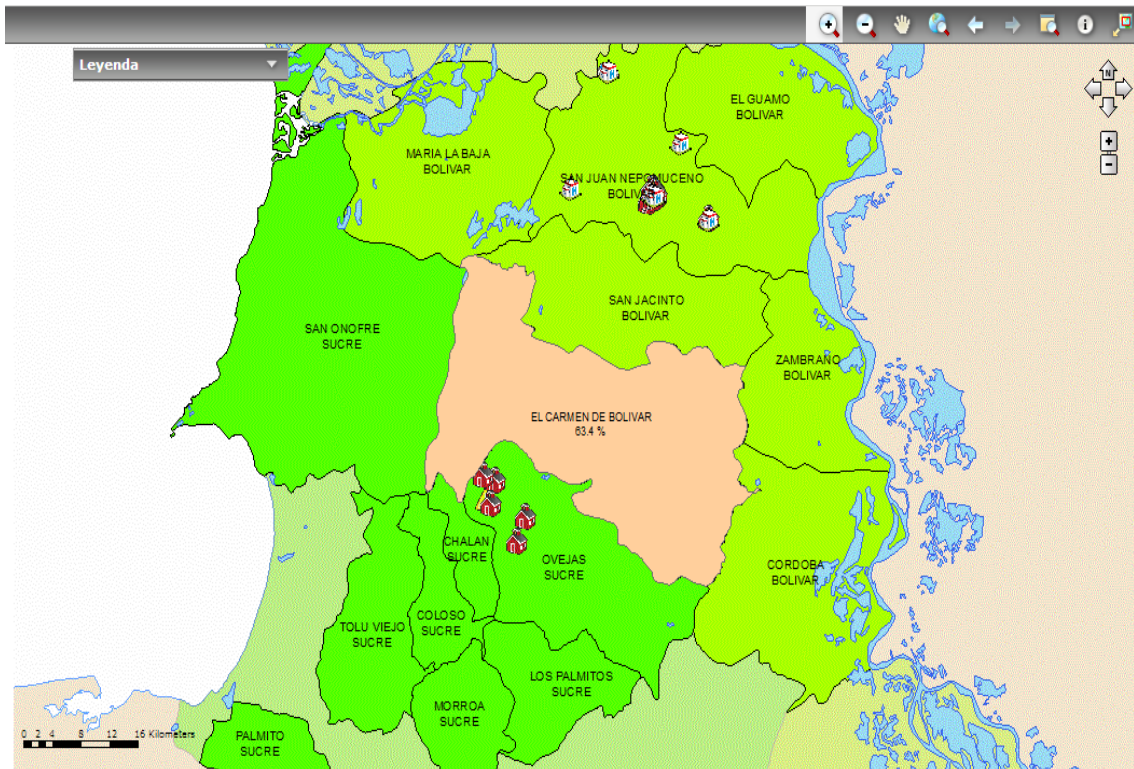 Leyenda
N
+
-
EL GUAMO
BOLIVAR
MARIA LA BAJA
BOLIVAR
SAN JUAN NEPOMUCENO
BOLIVAR
SAN JACINTO
BOLIVAR
SAN ONOFRE
SUCRE
ZAMBRANO
BOLIVAR
EL CARMEN DE BOLIVAR
63.4 %
CHALAN
SUCRE
OVEJAS
SUCRE
CORDOBA
BOLIVAR
COLOSO
SUCRE
TOLU VIEJO
SUCRE
LOS PALMITOS
SUCRE
MORROA
SUCRE
PALMITO
SUCRE
0 2 4 8 12 16 Kilometers